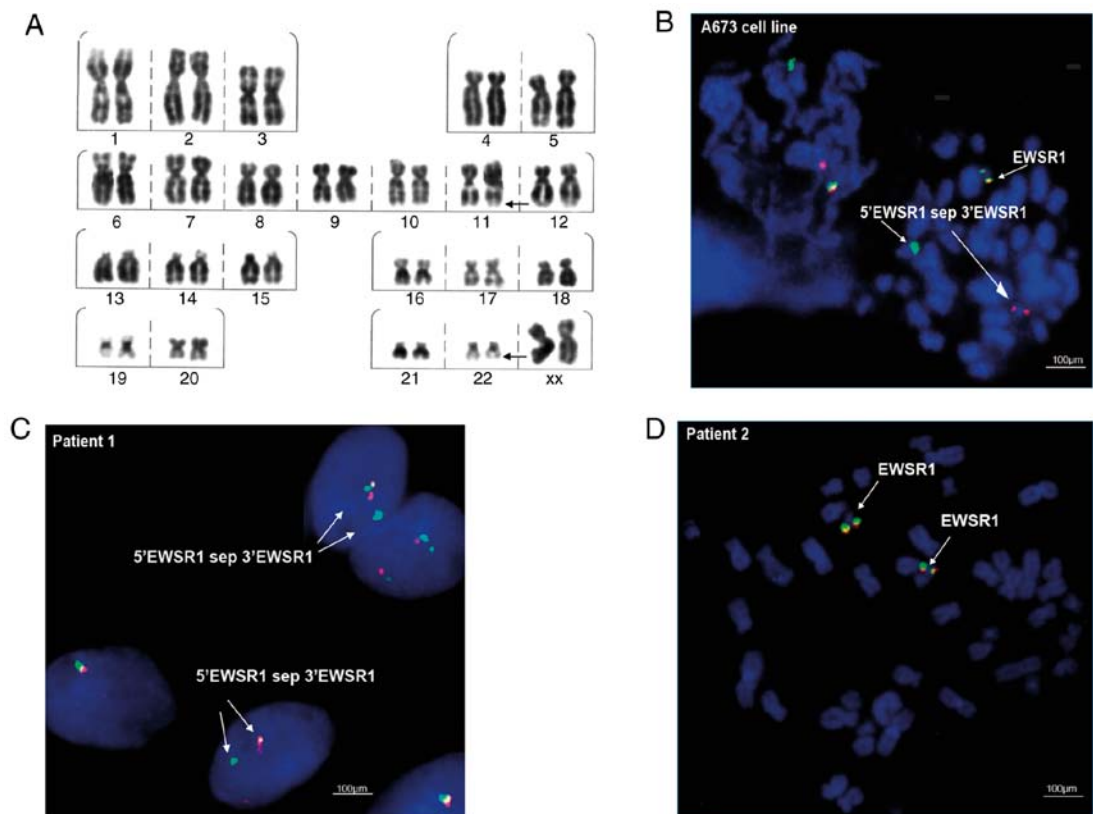 A
1 2 3 4 5
6 7 8 9 10 11 12
13 14 15 16 17 18
19 20 21 22 xx
B
A673 cell line
EWSR1
5'EWSR1 sep 3'EWSR1
100µm
C
Patient 1
5'EWSR1 sep 3'EWSR1
5'EWSR1 sep 3'EWSR1
100µm
D
Patient 2
EWSR1
EWSR1
100µm